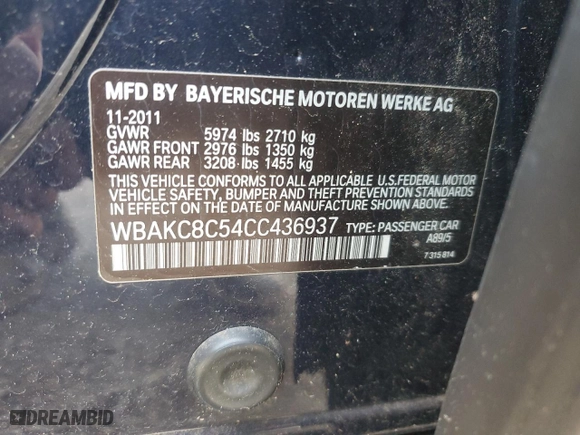 MFD BY BAYERISCHE MOTOREN WERKE AG
11-2011
GVWR 5974 lbs 2710 kg
GAWR FRONT 2976 lbs 1350 kg
GAWR REAR 3208 lbs 1455 kg
THIS VEHICLE CONFORMS TO ALL APPLICABLE U.S.FEDERAL MOTOR
VEHICLE SAFETY, BUMPER AND THEFT PREVENTION STANDARDS
IN EFFECT ON THE DATE OF MANUFACTURE SHOWN ABOVE.
WBAKC8C54CC436937 TYPE: PASSENGER CAR
A89/5
7 315 814
DREAMBID